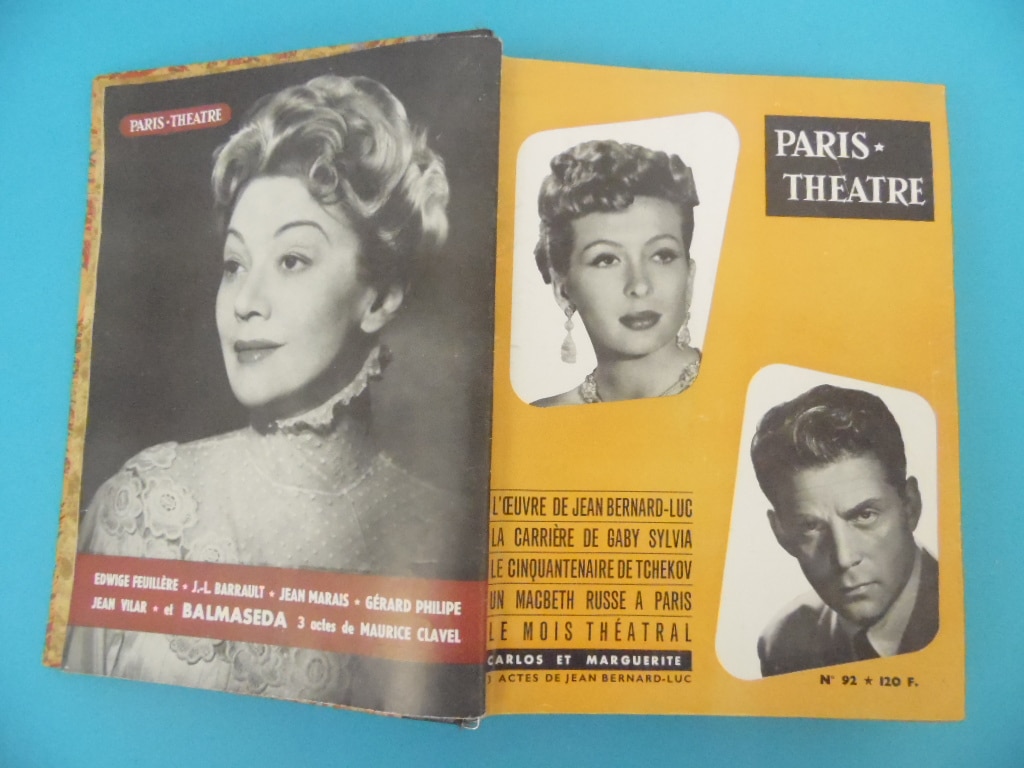 PARIS-THEATRE
EDWIGE FEUILLÈRE ★ J.-L. BARRAULT ★ JEAN MARAIS ★ GÉRARD PHILIPE
JEAN VILAR ★ et BALMASEDA 3 actes de MAURICE CLAVEL
PARIS ★
THEATRE
L'ŒUVRE DE JEAN BERNARD-LUC
LA CARRIÈRE DE GABY SYLVIA
LE CINQUANTENAIRE DE TCHEKOV
UN MACBETH RUSSE A PARIS
LE MOIS THÉATRAL
CARLOS ET MARGUERITE
3 ACTES DE JEAN BERNARD-LUC
N° 92 ★ 120 F.